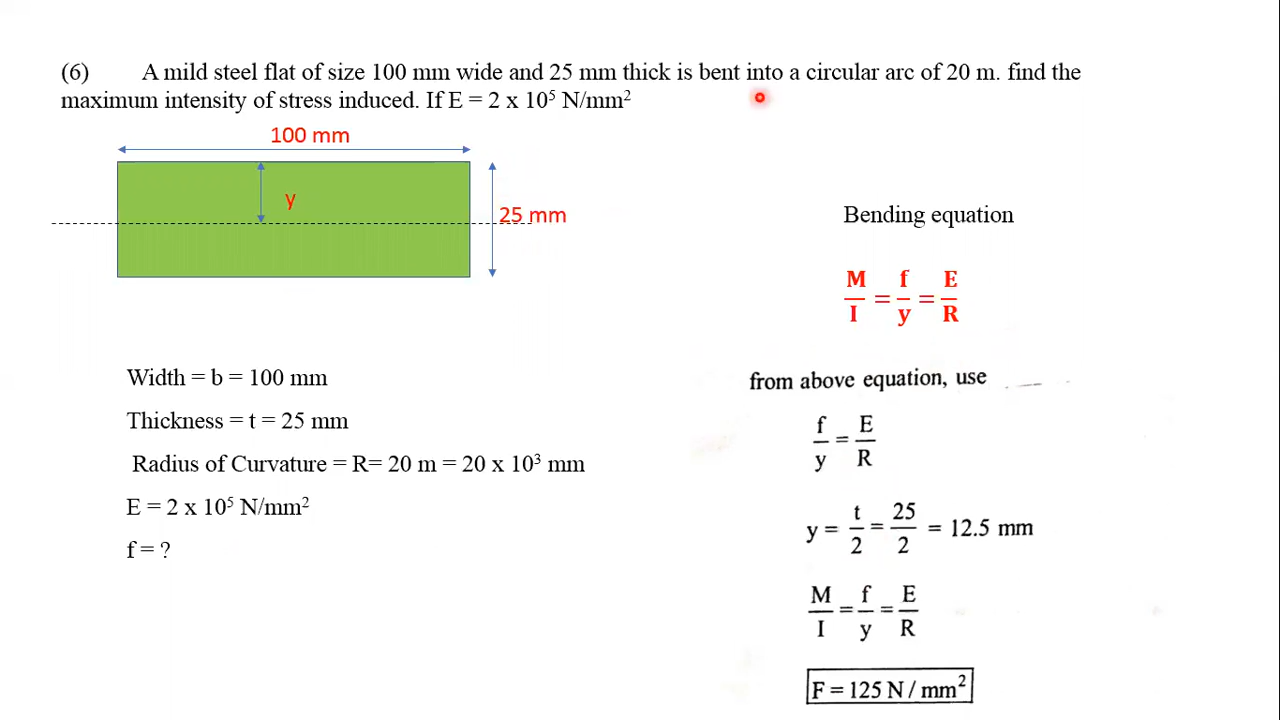 (6) A mild steel flat of size 100 mm wide and 25 mm thick is bent into a circular arc of 20 m. find the
maximum intensity of stress induced. If E = 2 x 10⁵ N/mm²
100 mm
y
25 mm
Bending equation
M/I = f/y = E/R
Width = b = 100 mm
Thickness = t = 25 mm
Radius of Curvature = R= 20 m = 20 x 10³ mm
E = 2 x 10⁵ N/mm²
f = ?
from above equation, use
f/y = E/R
y = t/2 = 25/2 = 12.5 mm
M/I = f/y = E/R
F = 125 N / mm²